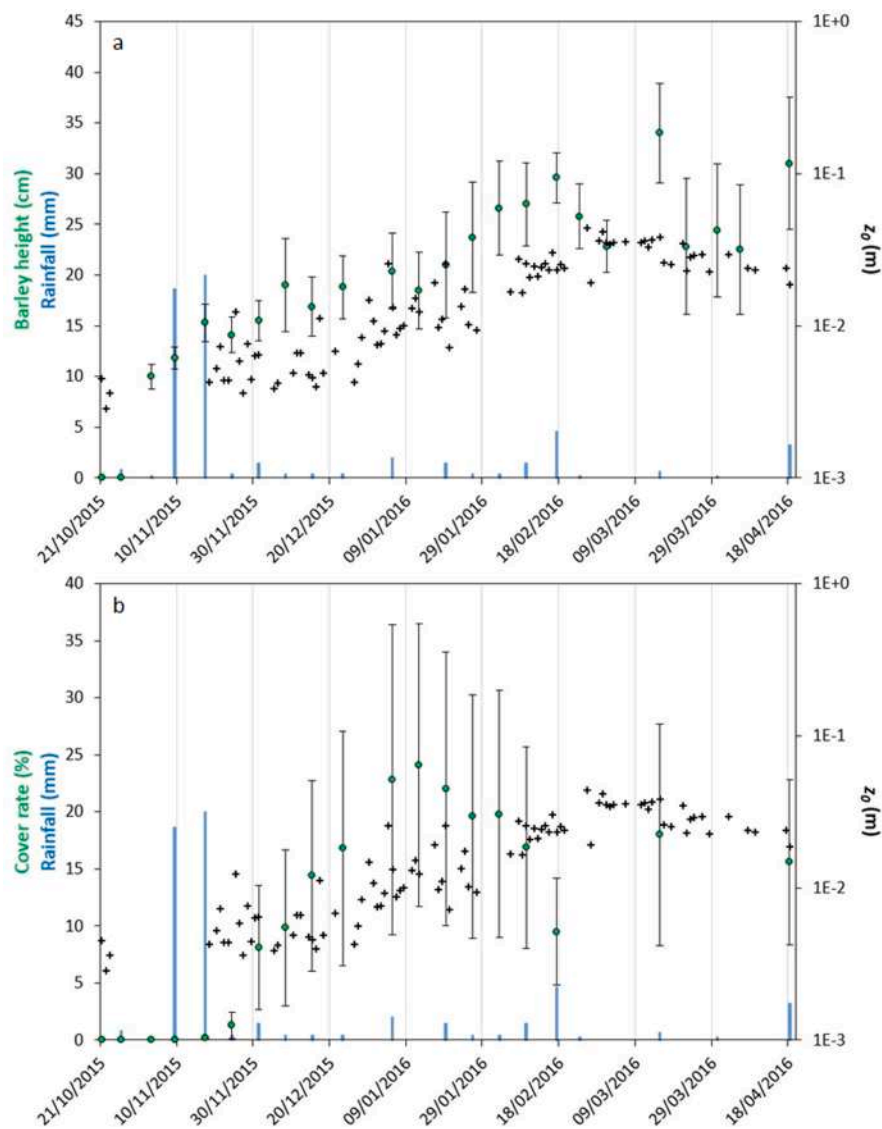 a
45
40
35
30
25
20
15
10
5
0
Barley height (cm)
Rainfall (mm)
1E+0
1E-1
1E-2
1E-3
z0 (m)
21/10/2015
10/11/2015
30/11/2015
20/12/2015
09/01/2016
29/01/2016
18/02/2016
09/03/2016
29/03/2016
18/04/2016
b
40
35
30
25
20
15
10
5
0
Cover rate (%)
Rainfall (mm)
1E+0
1E-1
1E-2
1E-3
z0 (m)
21/10/2015
10/11/2015
30/11/2015
20/12/2015
09/01/2016
29/01/2016
18/02/2016
09/03/2016
29/03/2016
18/04/2016